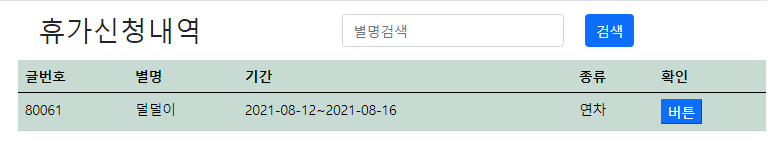 휴가신청내역 별명검색 검색
글번호 별명 기간 종류 확인
80061 덜덜이 2021-08-12~2021-08-16 연차 버튼